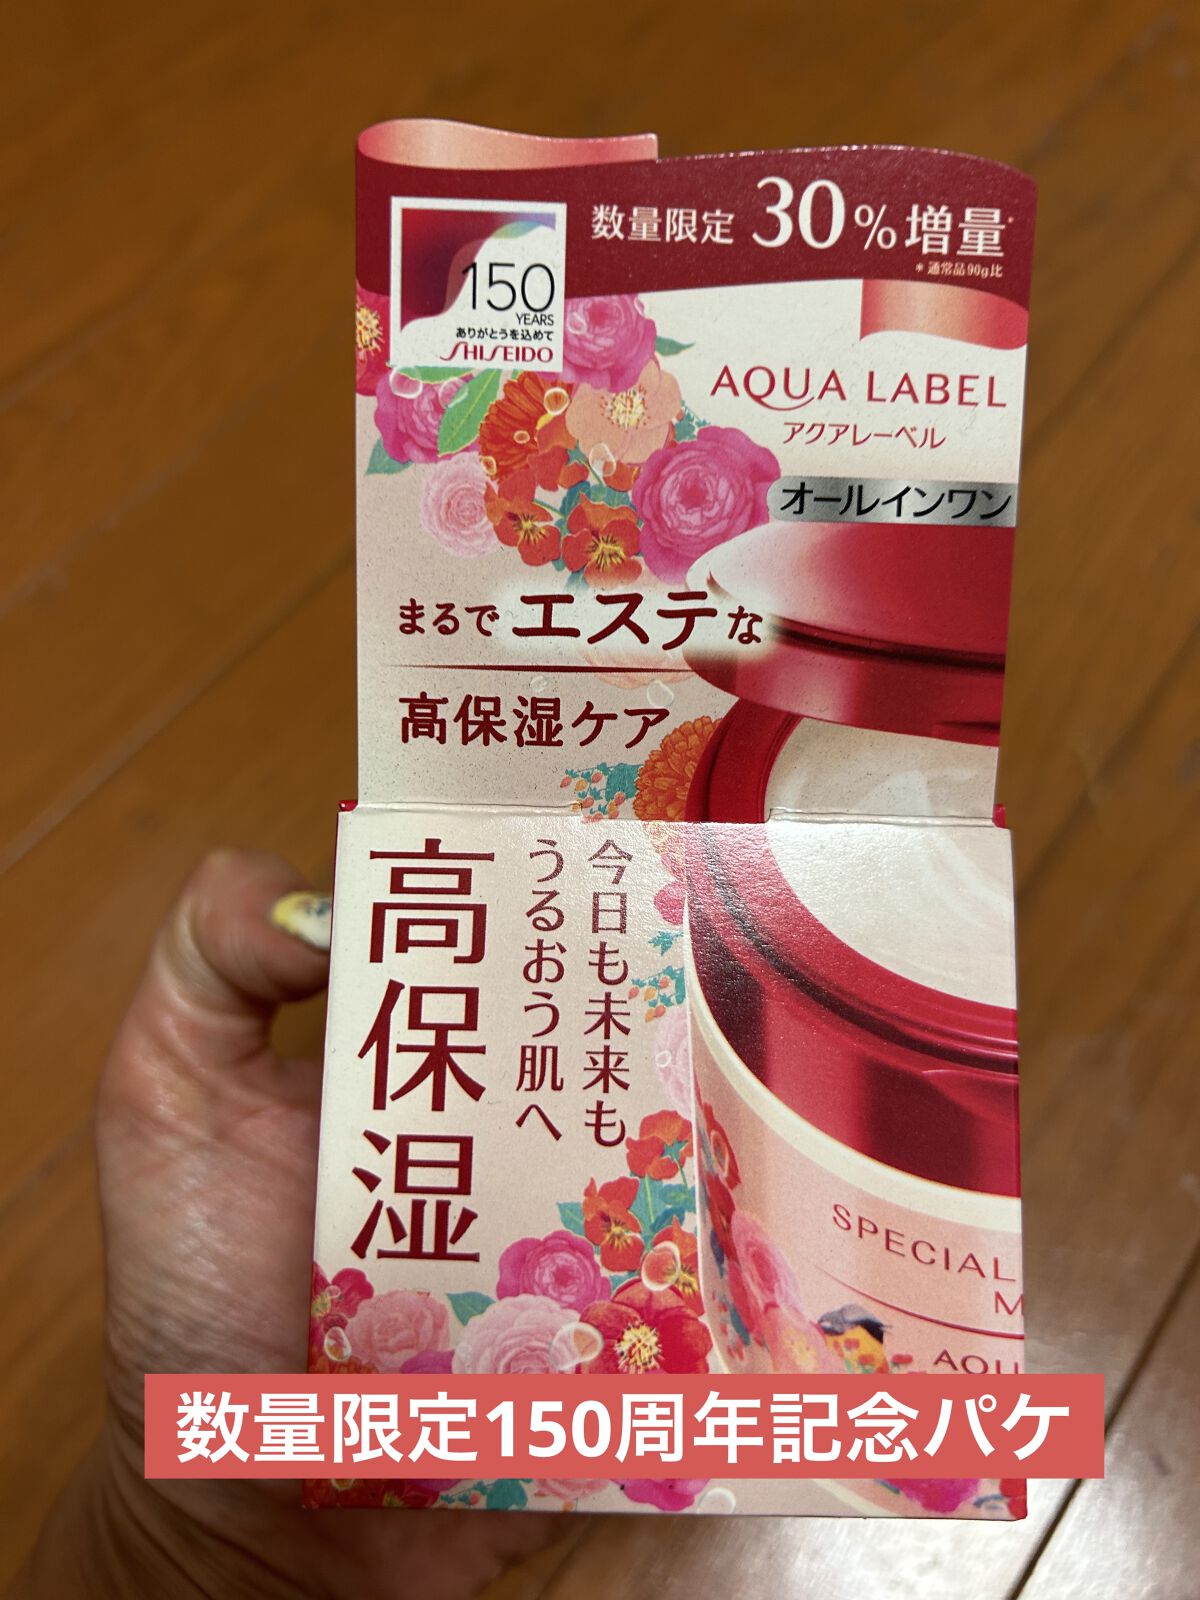 数量限定 30%増量*
*通常品90g比
150
YEARS
ありがとうを込めて
SHISEIDO
AQUA LABEL
アクアレーベル
オールインワン
まるでエステな
高保湿ケア
今日も未来も
うるおう肌へ
高保湿
SPECIAL
M
AQU
数量限定150周年記念パケ